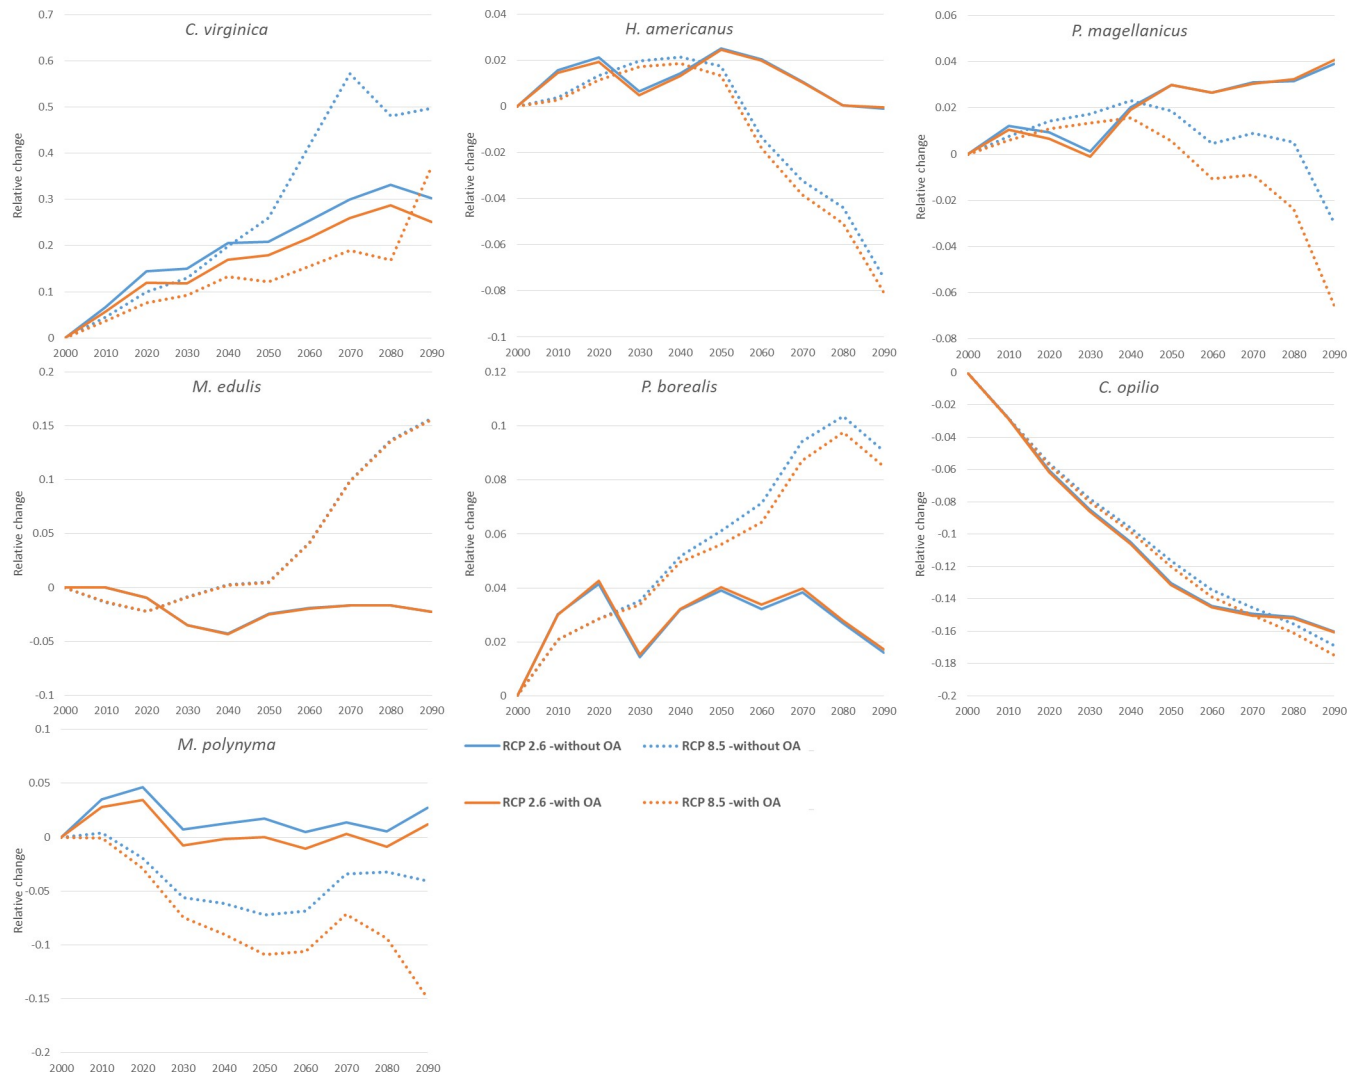 C. virginica
0.7
0.6
0.5
0.4
0.3
0.2
0.1
0
Relative change
2000 2010 2020 2030 2040 2050 2060 2070 2080 2090
H. americanus
0.04
0.02
0
-0.02
-0.04
-0.06
-0.08
-0.1
Relative change
2000 2010 2020 2030 2040 2050 2060 2070 2080 2090
P. magellanicus
0.06
0.04
0.02
0
-0.02
-0.04
-0.06
-0.08
Relative change
2000 2010 2020 2030 2040 2050 2060 2070 2080 2090
M. edulis
0.2
0.15
0.1
0.05
0
-0.05
-0.1
Relative change
2000 2010 2020 2030 2040 2050 2060 2070 2080 2090
P. borealis
0.12
0.1
0.08
0.06
0.04
0.02
0
Relative change
2000 2010 2020 2030 2040 2050 2060 2070 2080 2090
C. opilio
0
-0.02
-0.04
-0.06
-0.08
-0.1
-0.12
-0.14
-0.16
-0.18
-0.2
Relative change
2000 2010 2020 2030 2040 2050 2060 2070 2080 2090
M. polynyma
0.1
0.05
0
-0.05
-0.1
-0.15
-0.2
Relative change
2000 2010 2020 2030 2040 2050 2060 2070 2080 2090
RCP 2.6 -without OA RCP 8.5 -without OA
RCP 2.6 -with OA RCP 8.5 -with OA